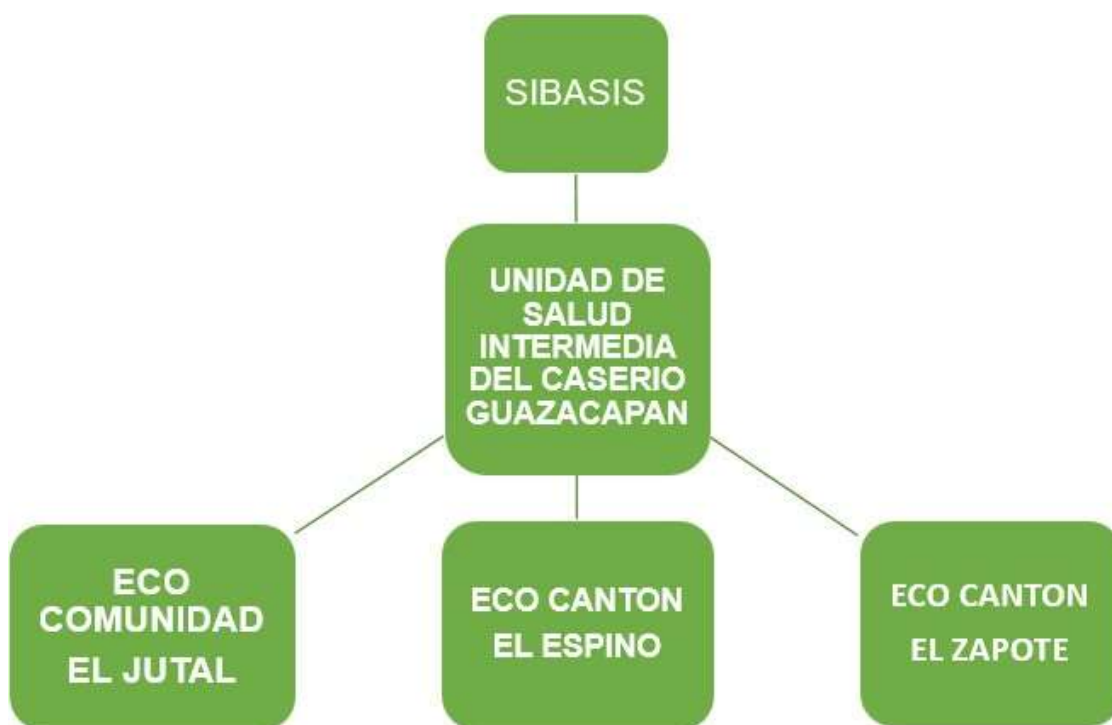 SIBASIS
UNIDAD DE
SALUD
INTERMEDIA
DEL CASERIO
GUAZACAPAN
ECO
COMUNIDAD
EL JUTAL
ECO CANTON
EL ESPINO
ECO CANTON
EL ZAPOTE